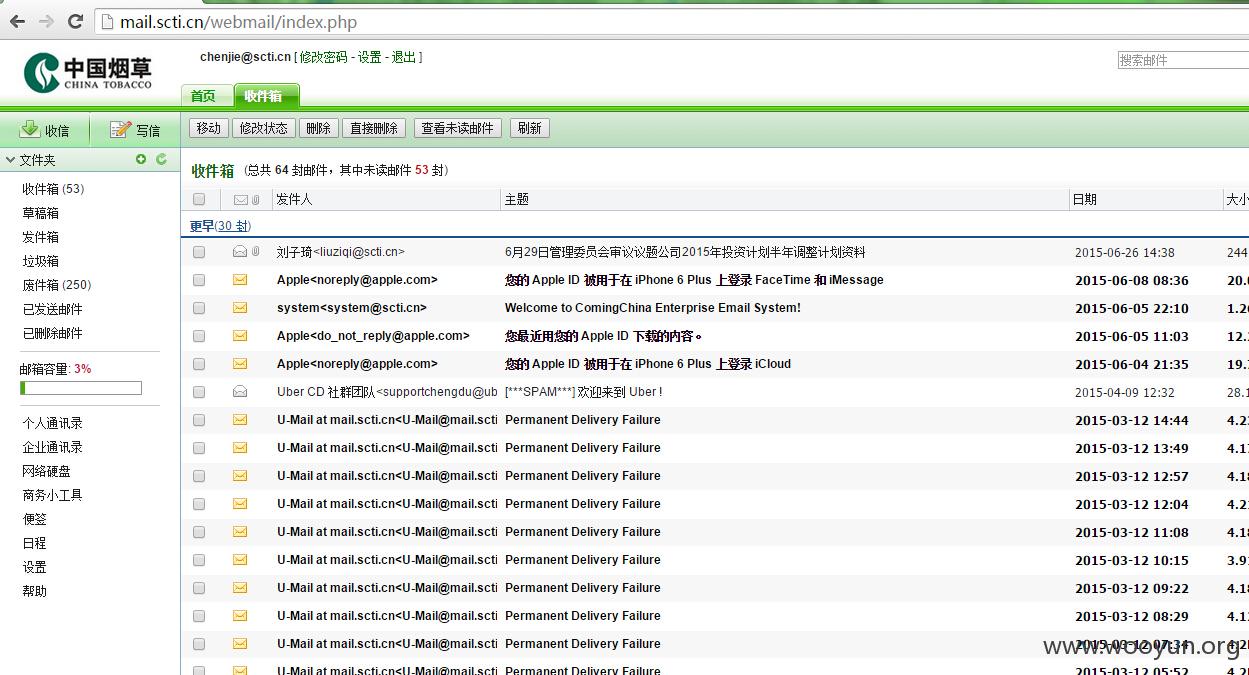 mail.scti.cn/webmail/index.php
中国烟草
CHINA TOBACCO
chenjie@scti.cn [ 修改密码 - 设置 - 退出 ]
搜索邮件
首页 收件箱
收信 写信
移动 修改状态 删除 直接删除 查看未读邮件 刷新
文件夹
收件箱 (53)
草稿箱
发件箱
垃圾箱
废件箱 (250)
已发送邮件
已删除邮件
邮箱容量: 3%
个人通讯录
企业通讯录
网络硬盘
商务小工具
便签
日程
设置
帮助
收件箱 (总共 64 封邮件，其中未读邮件 53 封)
发件人 主题 日期 大小
更早(30 封)
刘子琦<liuziqi@scti.cn> 6月29日管理委员会审议议题公司2015年投资计划半年调整计划资料 2015-06-26 14:38 244
Apple<noreply@apple.com> 您的 Apple ID 被用于在 iPhone 6 Plus 上登录 FaceTime 和 iMessage 2015-06-08 08:36 20.
system<system@scti.cn> Welcome to ComingChina Enterprise Email System! 2015-06-05 22:10 1.2
Apple<do_not_reply@apple.com> 您最近用您的 Apple ID 下载的内容。 2015-06-05 11:03 12.
Apple<noreply@apple.com> 您的 Apple ID 被用于在 iPhone 6 Plus 上登录 iCloud 2015-06-04 21:35 19.
Uber CD 社群团队<supportchengdu@ub [***SPAM***] 欢迎来到 Uber ! 2015-04-09 12:32 28.1
U-Mail at mail.scti.cn<U-Mail@mail.scti Permanent Delivery Failure 2015-03-12 14:44 4.2
U-Mail at mail.scti.cn<U-Mail@mail.scti Permanent Delivery Failure 2015-03-12 13:49 4.1
U-Mail at mail.scti.cn<U-Mail@mail.scti Permanent Delivery Failure 2015-03-12 12:57 4.1
U-Mail at mail.scti.cn<U-Mail@mail.scti Permanent Delivery Failure 2015-03-12 12:04 4.2
U-Mail at mail.scti.cn<U-Mail@mail.scti Permanent Delivery Failure 2015-03-12 11:08 4.1
U-Mail at mail.scti.cn<U-Mail@mail.scti Permanent Delivery Failure 2015-03-12 10:15 3.9
U-Mail at mail.scti.cn<U-Mail@mail.scti Permanent Delivery Failure 2015-03-12 09:22 4.1
U-Mail at mail.scti.cn<U-Mail@mail.scti Permanent Delivery Failure 2015-03-12 08:29 4.1
U-Mail at mail.scti.cn<U-Mail@mail.scti Permanent Delivery Failure 2015-03-12 07:34 4.2
U-Mail at mail.scti.cn<U-Mail@mail.scti Permanent Delivery Failure 2015-03-12 05:52 4.2
www.wooyun.org